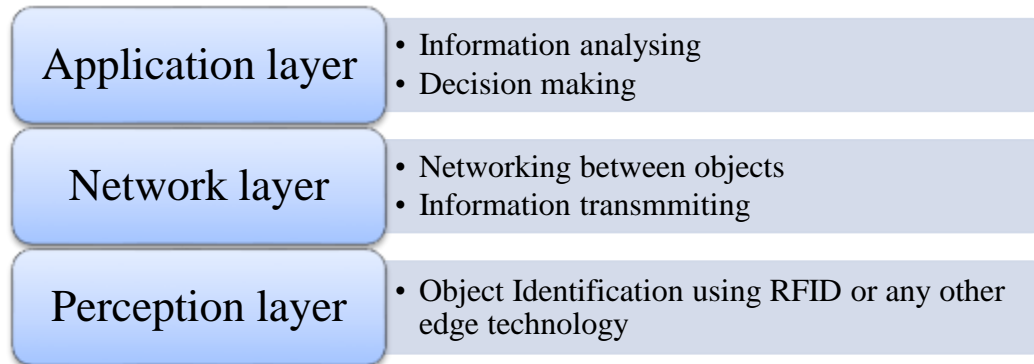 Application layer
• Information analysing
• Decision making
Network layer
• Networking between objects
• Information transmmiting
Perception layer
• Object Identification using RFID or any other
edge technology